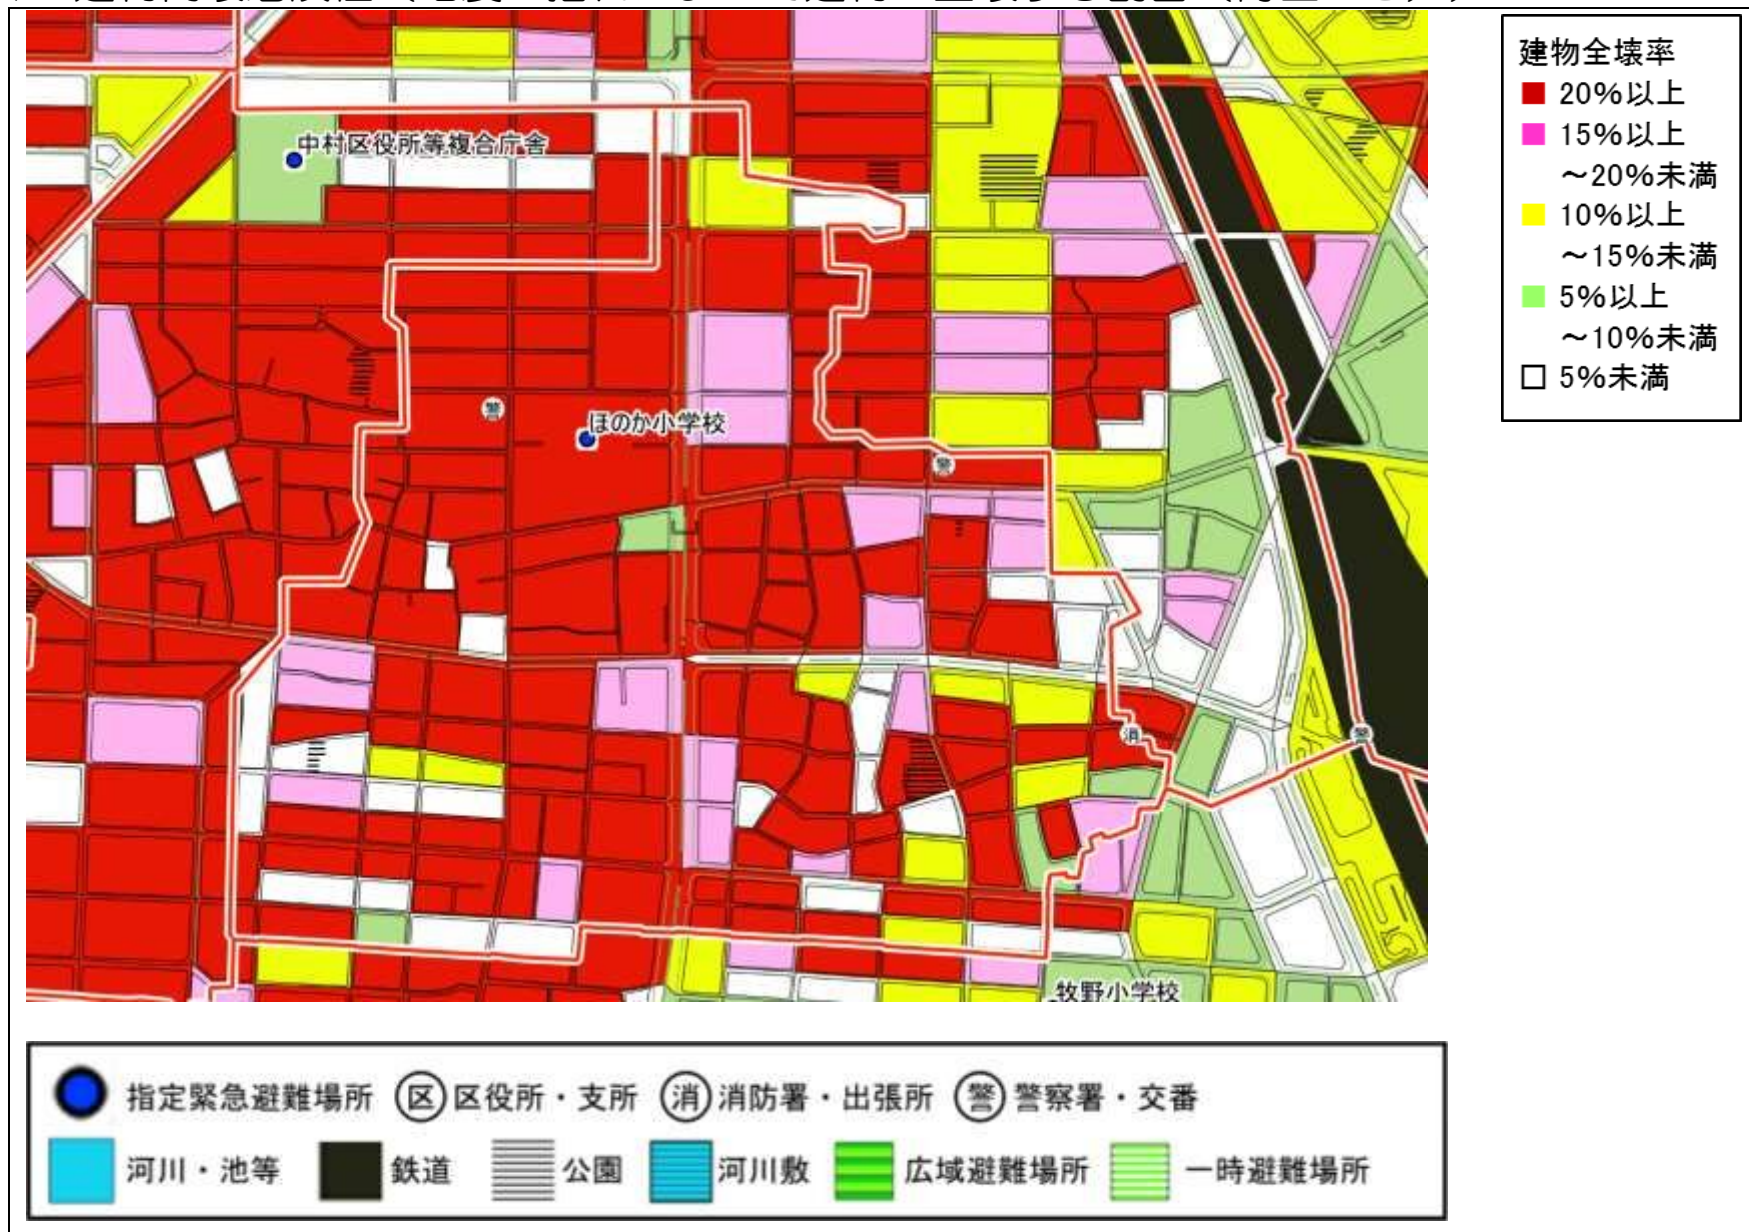 建物全壊率
20%以上
15%以上
～20%未満
10%以上
～15%未満
5%以上
～10%未満
5%未満
中村区役所等複合庁舎
警
ほのか小学校
警
消
警
牧野小学校
指定緊急避難場所 区 区役所・支所 消 消防署・出張所 警 警察署・交番
河川・池等 鉄道 公園 河川敷 広域避難場所 一時避難場所